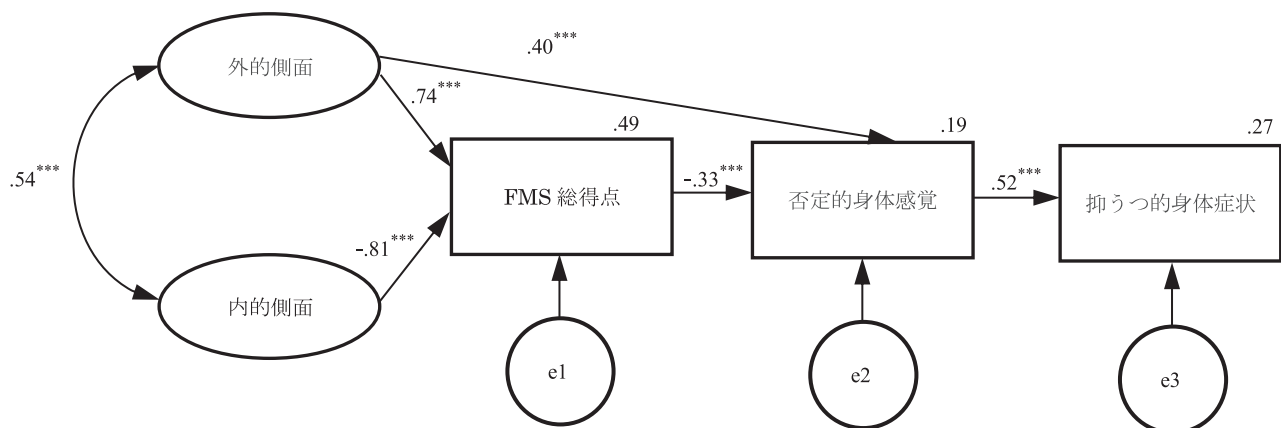 .40***
外的側面
.74***
.49
.19
.27
.54***
FMS 総得点
-.33***
否定的身体感覚
.52***
抑うつ的身体症状
-.81***
内的側面
e1
e2
e3